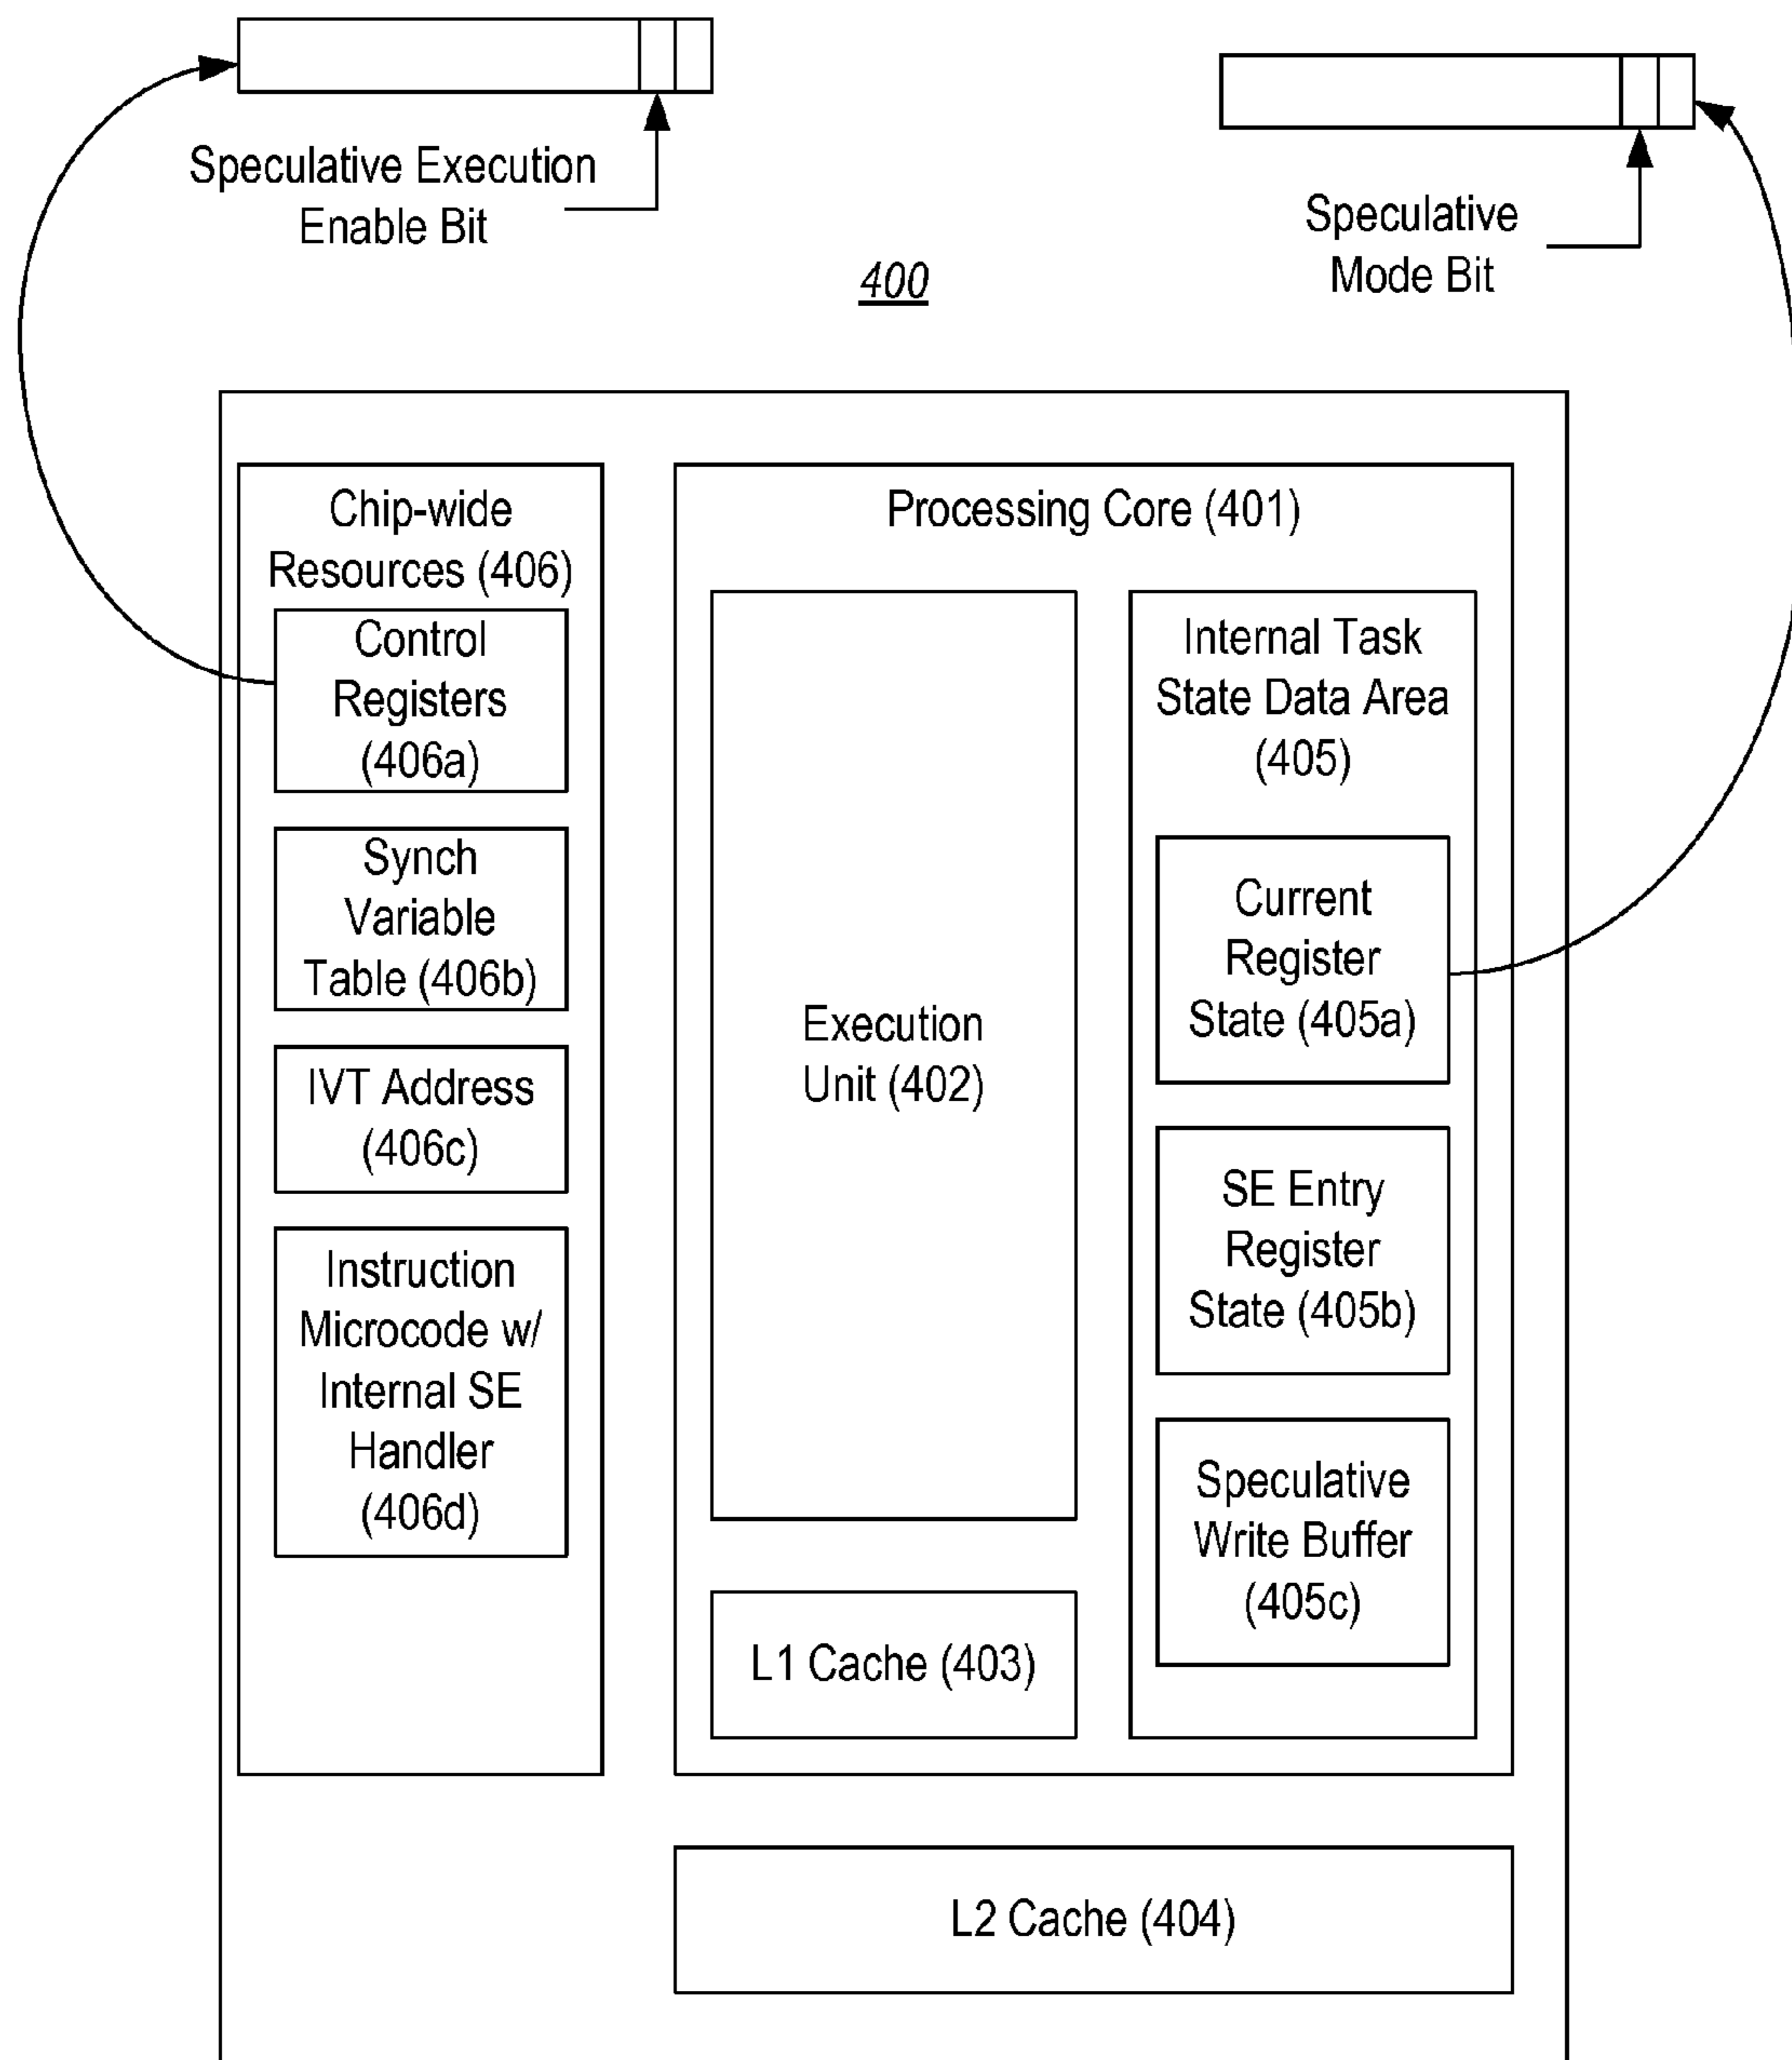 Speculative Execution
Enable Bit
Speculative
Mode Bit
400
Chip-wide
Resources (406)
Control
Registers
(406a)
Synch
Variable
Table (406b)
IVT Address
(406c)
Instruction
Microcode w/
Internal SE
Handler
(406d)
Processing Core (401)
Execution
Unit (402)
L1 Cache (403)
Internal Task
State Data Area
(405)
Current
Register
State (405a)
SE Entry
Register
State (405b)
Speculative
Write Buffer
(405c)
L2 Cache (404)